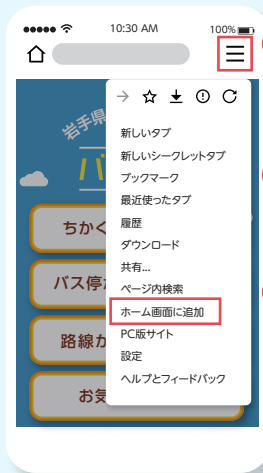 10:30 AM
100%
岩手県
バ
新しいタブ
新しいシークレットタブ
ブックマーク
最近使ったタブ
履歴
ダウンロード
共有...
ページ内検索
ホーム画面に追加
PC版サイト
設定
ヘルプとフィードバック
ちかく
バス停
路線か
お気